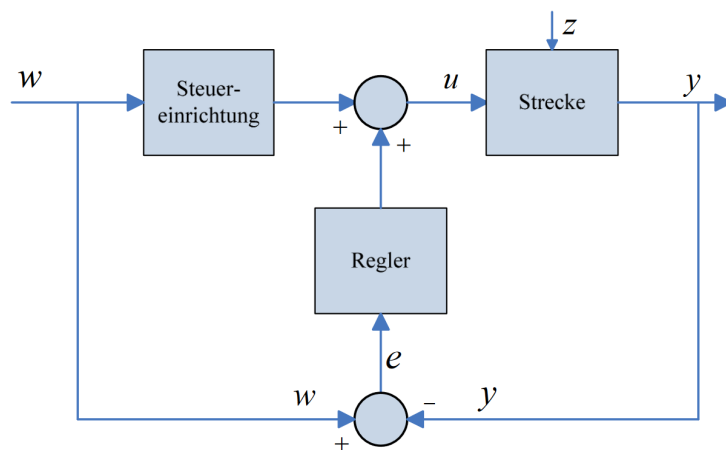 z
w
Steuer-
einrichtung
u
Strecke
y
+
+
Regler
e
w
−
y
+